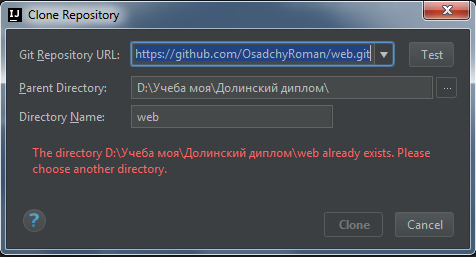 Clone Repository
Git Repository URL: https://github.com/OsadchyRoman/web.git Test
Parent Directory: D:\Учеба моя\Долинский диплом\ ...
Directory Name: web
The directory D:\Учеба моя\Долинский диплом\web already exists. Please
choose another directory.
? Clone Cancel